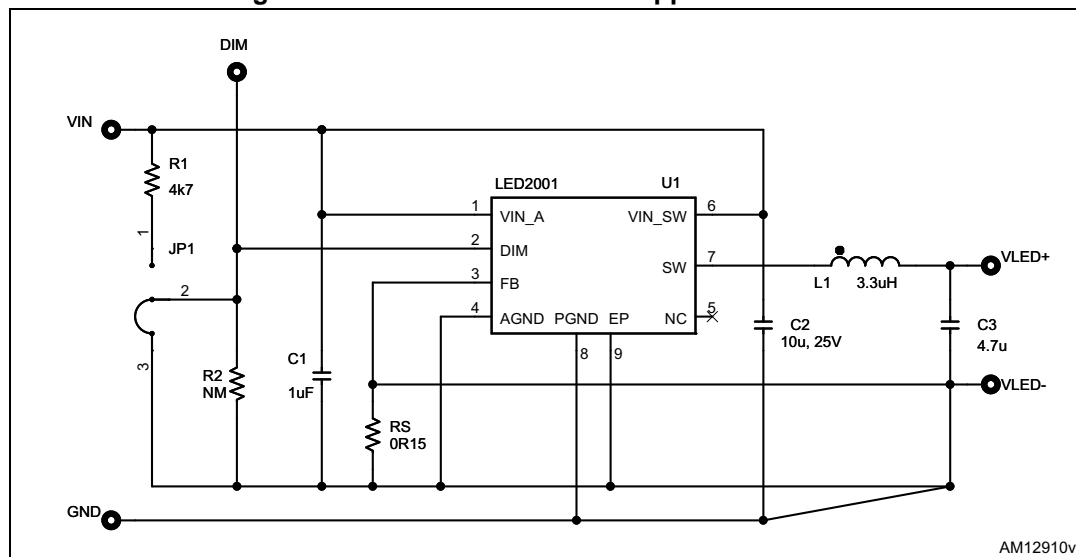 DIM
VIN
R1
4k7
LED2001 U1
1 VIN_A VIN_SW 6
2 DIM
3 FB SW 7
4 AGND PGND EP NC 5
8 9
1
JP1
2
3
L1 3.3uH
VLED+
C2
10u, 25V
C3
4.7u
C1
1uF
R2
NM
RS
0R15
VLED-
GND
AM12910v